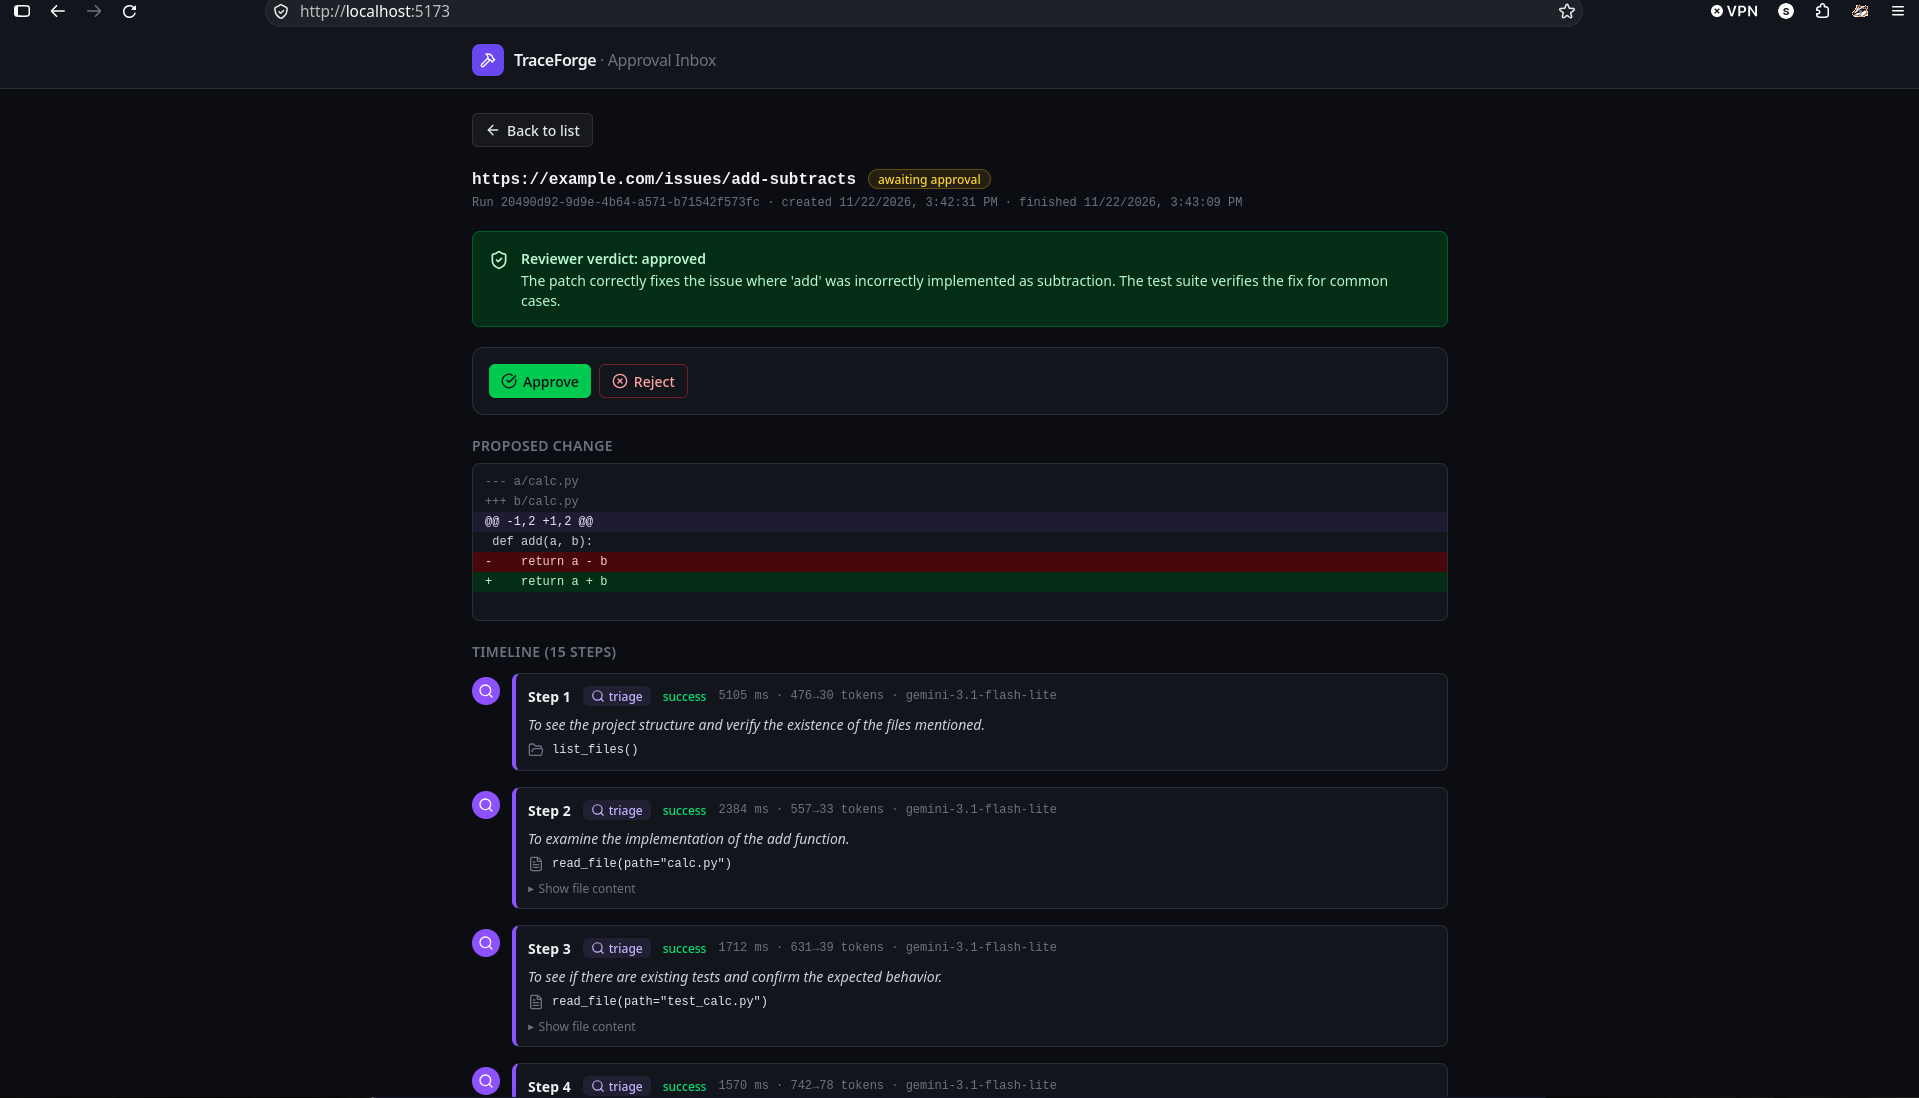 http://localhost:5173
VPN
S
TraceForge · Approval Inbox
Back to list
https://example.com/issues/add-subtracts awaiting approval
Run 20490d92-9d9e-4b64-a571-b71542f573fc · created 11/22/2026, 3:42:31 PM · finished 11/22/2026, 3:43:09 PM
Reviewer verdict: approved
The patch correctly fixes the issue where 'add' was incorrectly implemented as subtraction. The test suite verifies the fix for common
cases.
Approve Reject
PROPOSED CHANGE
--- a/calc.py
+++ b/calc.py
@@ -1,2 +1,2 @@
 def add(a, b):
-    return a - b
+    return a + b
TIMELINE (15 STEPS)
Step 1 triage success 5105 ms · 476→30 tokens · gemini-3.1-flash-lite
To see the project structure and verify the existence of the files mentioned.
list_files()
Step 2 triage success 2384 ms · 557→33 tokens · gemini-3.1-flash-lite
To examine the implementation of the add function.
read_file(path="calc.py")
▸ Show file content
Step 3 triage success 1712 ms · 631→39 tokens · gemini-3.1-flash-lite
To see if there are existing tests and confirm the expected behavior.
read_file(path="test_calc.py")
▸ Show file content
Step 4 triage success 1570 ms · 742→78 tokens · gemini-3.1-flash-lite